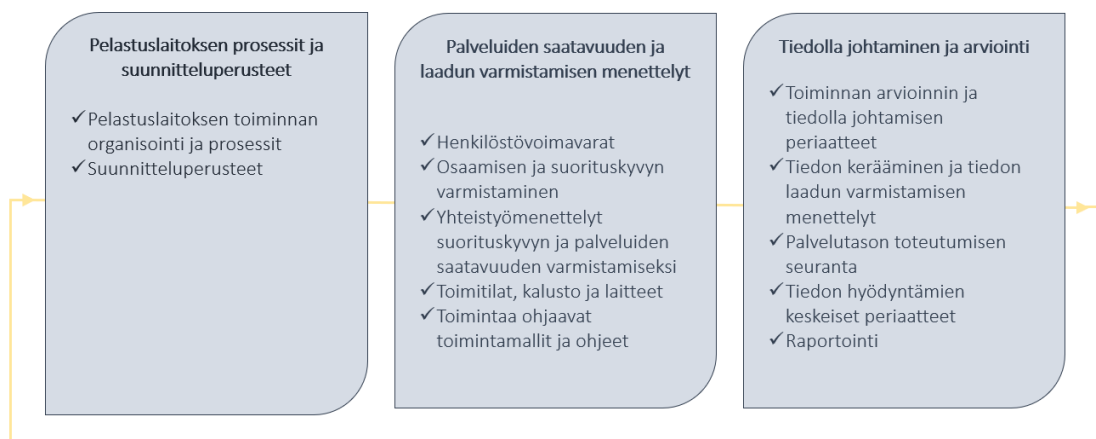 Pelastuslaitoksen prosessit ja
suunnitteluperusteet
✓Pelastuslaitoksen toiminnan
organisointi ja prosessit
✓Suunnitteluperusteet
Palveluiden saatavuuden ja
laadun varmistamisen menettelyt
✓Henkilöstövoimavarat
✓Osaamisen ja suorituskyvyn
varmistaminen
✓Yhteistyömenettelyt
suorituskyvyn ja palveluiden
saatavuuden varmistamiseksi
✓Toimitilat, kalusto ja laitteet
✓Toimintaa ohjaavat
toimintamallit ja ohjeet
Tiedolla johtaminen ja arviointi
✓Toiminnan arvioinnin ja
tiedolla johtamisen
periaatteet
✓Tiedon kerääminen ja tiedon
laadun varmistamisen
menettelyt
✓Palvelutason toteutumisen
seuranta
✓Tiedon hyödyntämien
keskeiset periaatteet
✓Raportointi